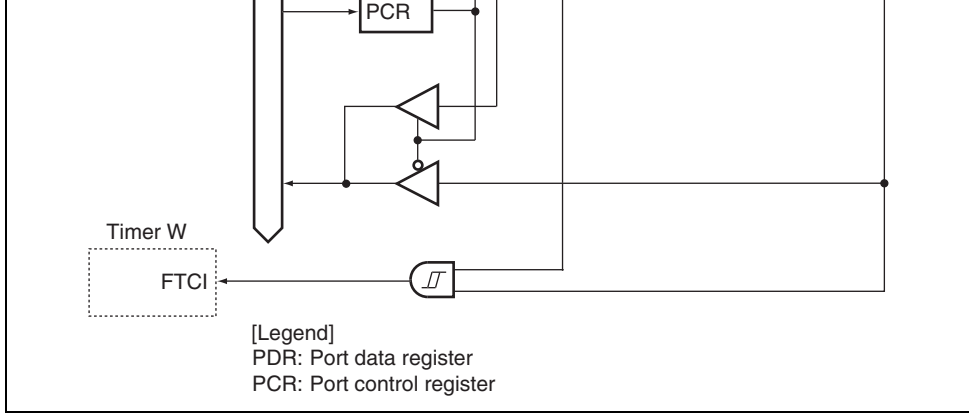 PCR
Timer W
FTCI
[Legend]
PDR: Port data register
PCR: Port control register